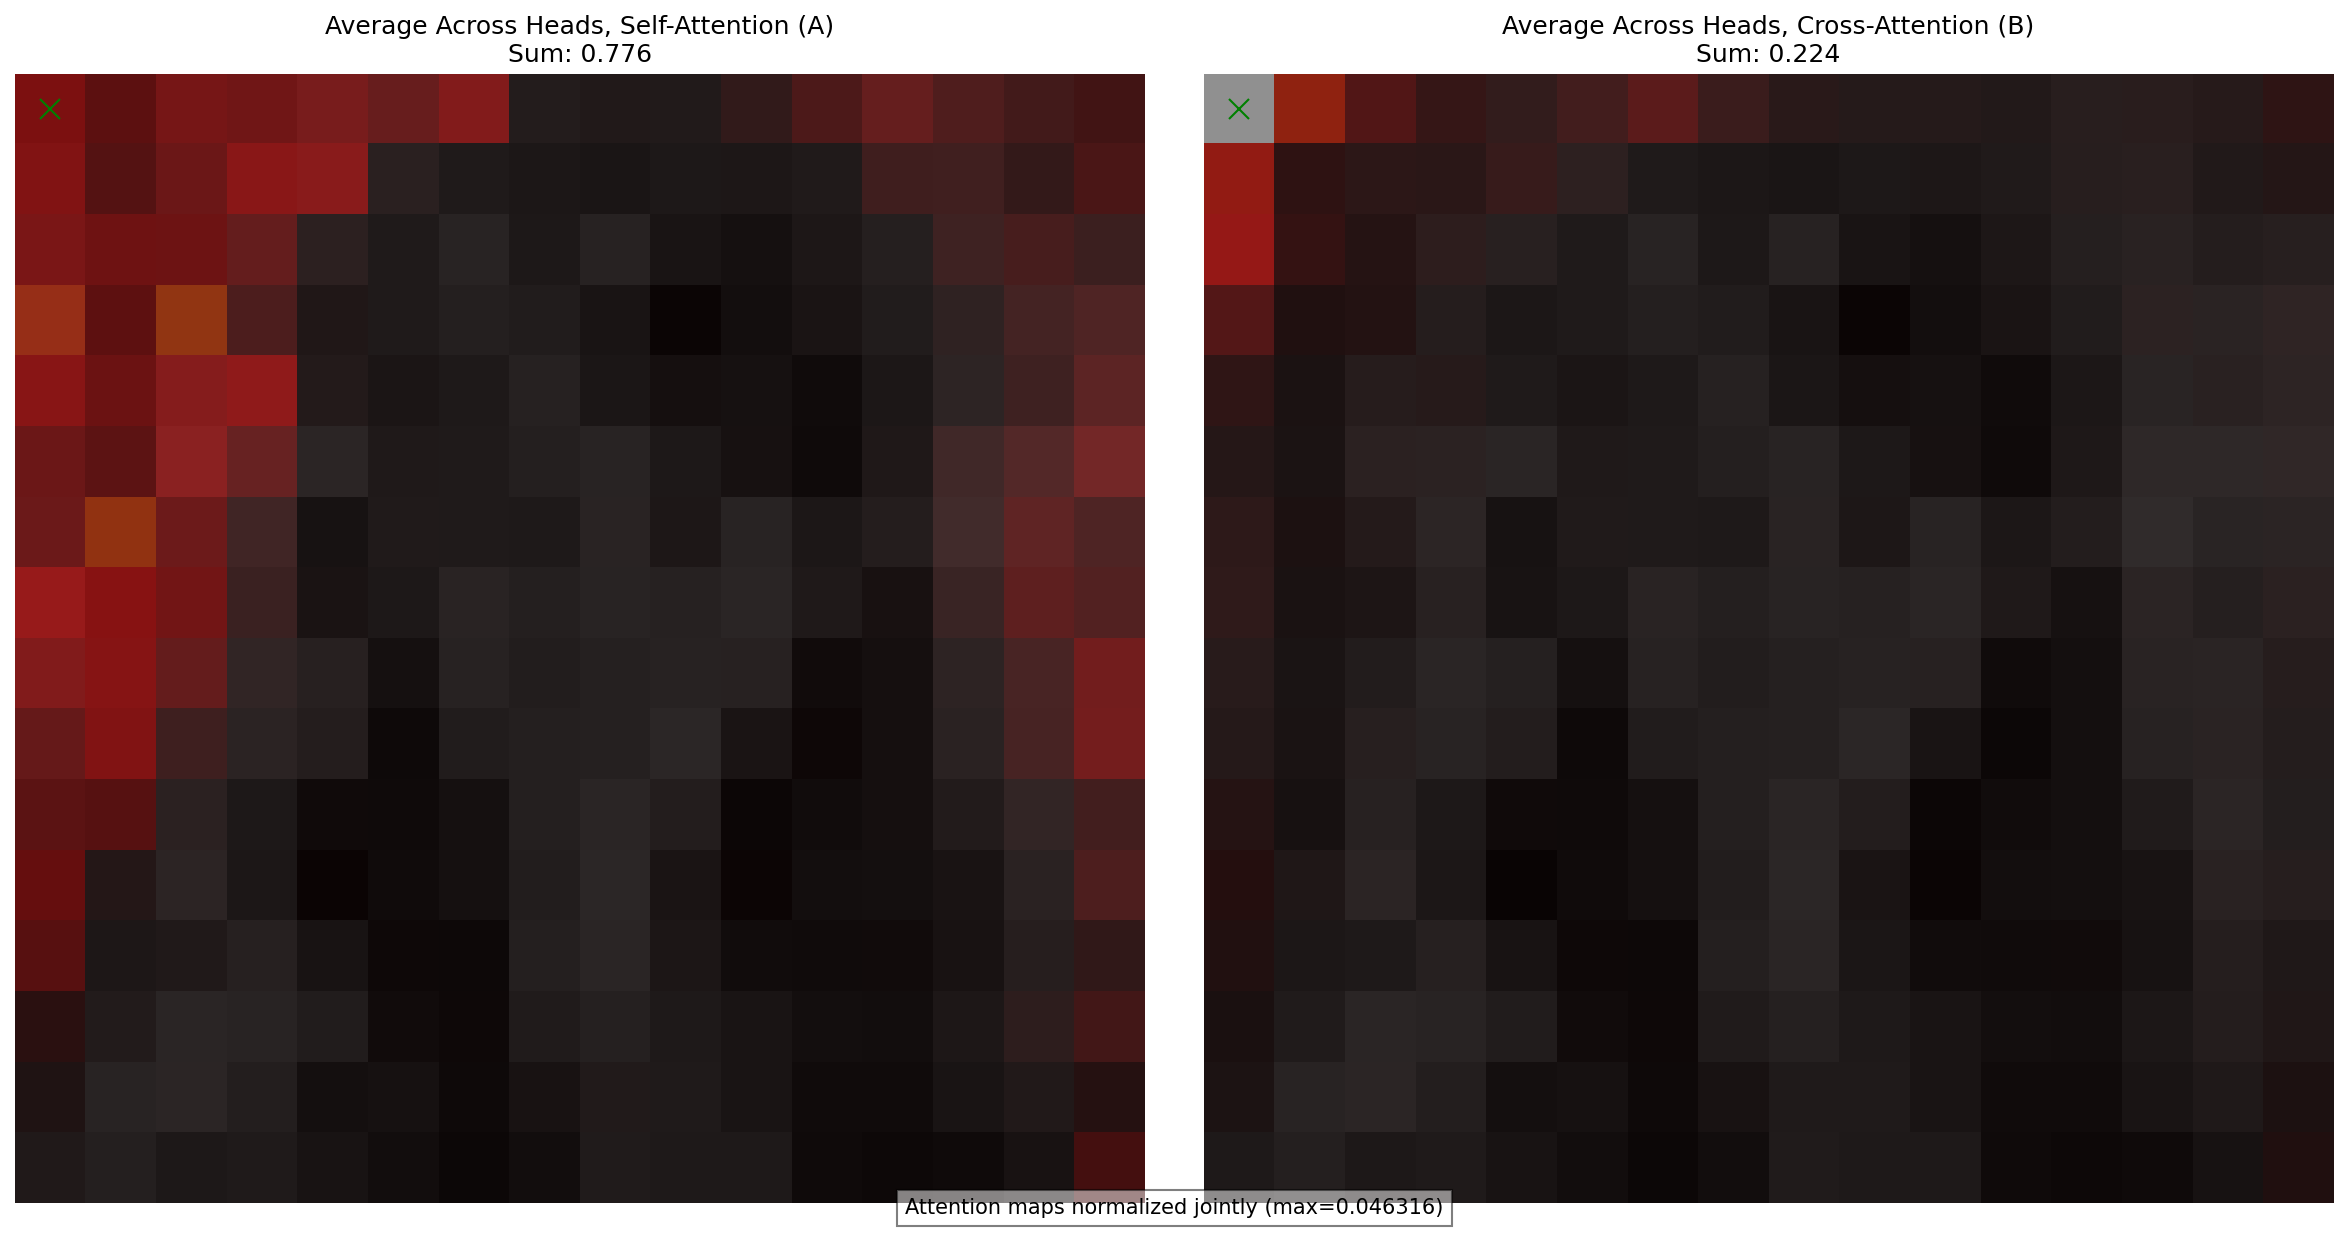 Average Across Heads, Self-Attention (A)
Sum: 0.776
Average Across Heads, Cross-Attention (B)
Sum: 0.224
Attention maps normalized jointly (max=0.046316)